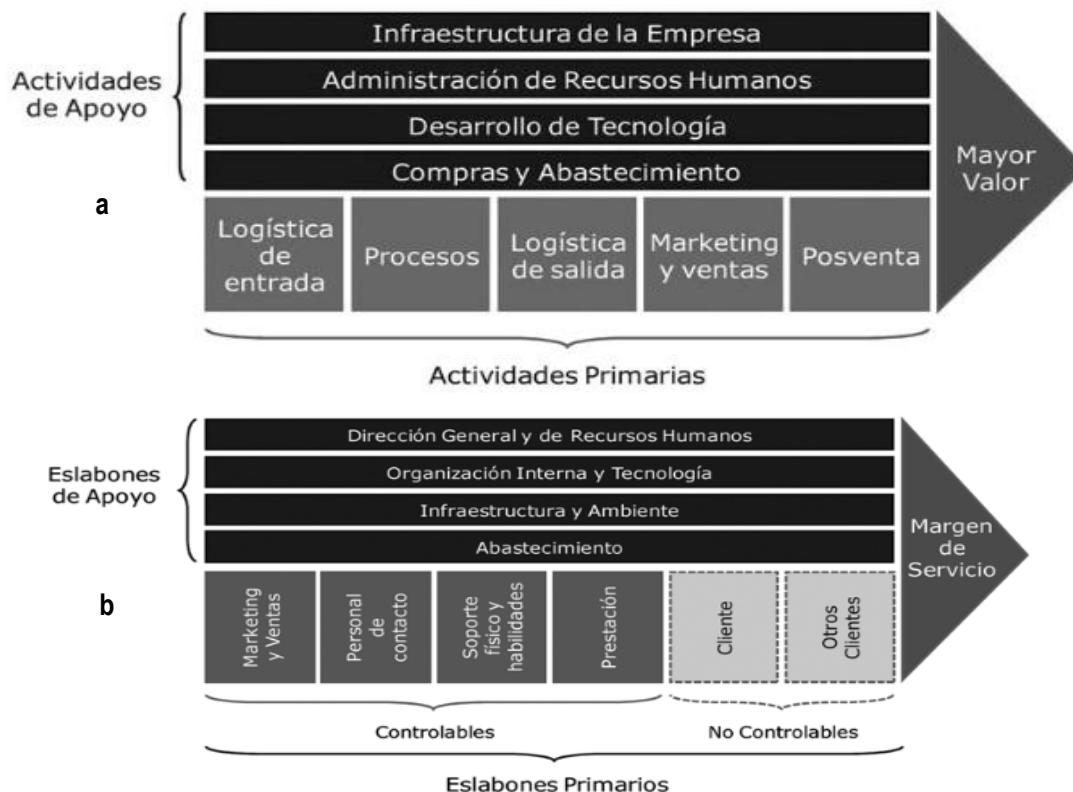 Actividades
de Apoyo
Infraestructura de la Empresa
Administración de Recursos Humanos
Desarrollo de Tecnología
Compras y Abastecimiento
Mayor
Valor
a
Logística
de
entrada
Procesos
Logística
de salida
Marketing
y ventas
Posventa
Actividades Primarias
Eslabones
de Apoyo
Dirección General y de Recursos Humanos
Organización Interna y Tecnología
Infraestructura y Ambiente
Abastecimiento
Margen
de
Servicio
b
Marketing
y Ventas
Personal
de
contacto
Soporte
físico y
habilidades
Prestación
Cliente
Otros
Clientes
Controlables
No Controlables
Eslabones Primarios